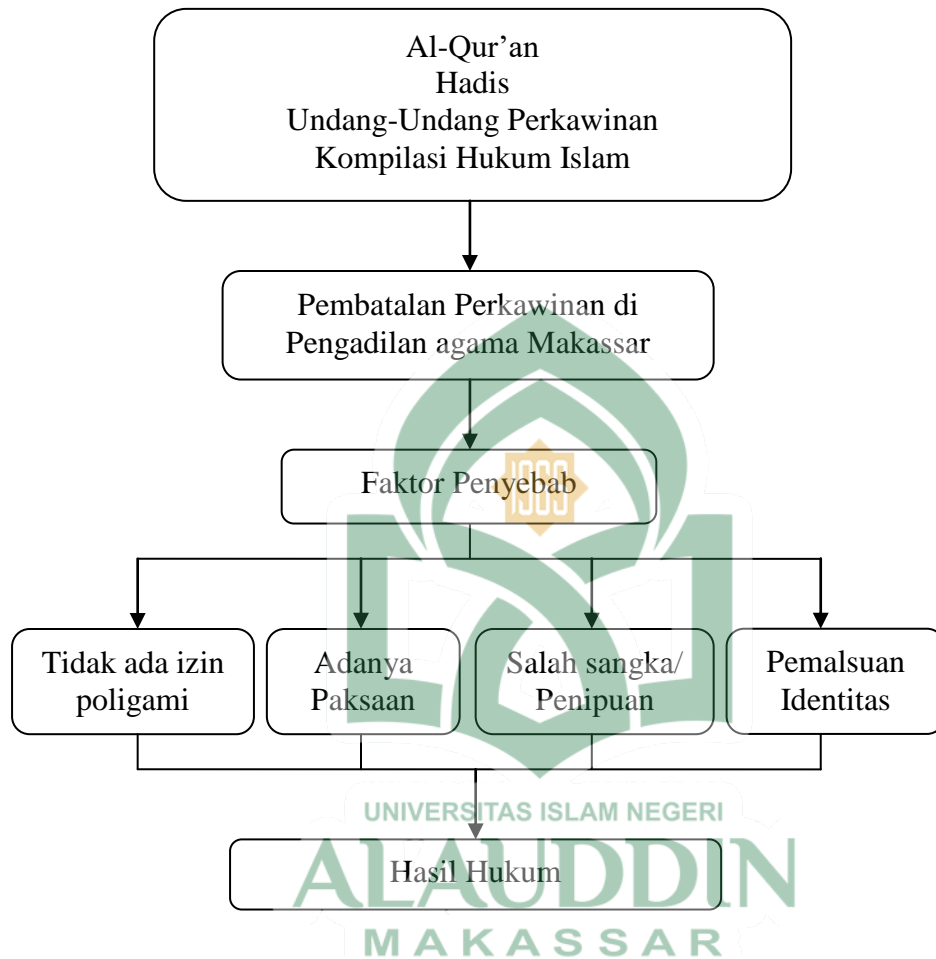 Al-Qur’an
Hadis
Undang-Undang Perkawinan
Kompilasi Hukum Islam
Pembatalan Perkawinan di
Pengadilan agama Makassar
Faktor Penyebab
1965
Tidak ada izin
poligami
Adanya
Paksaan
Salah sangka/
Penipuan
Pemalsuan
Identitas
UNIVERSITAS ISLAM NEGERI
Hasil Hukum
ALAUDDIN
MAKASSAR